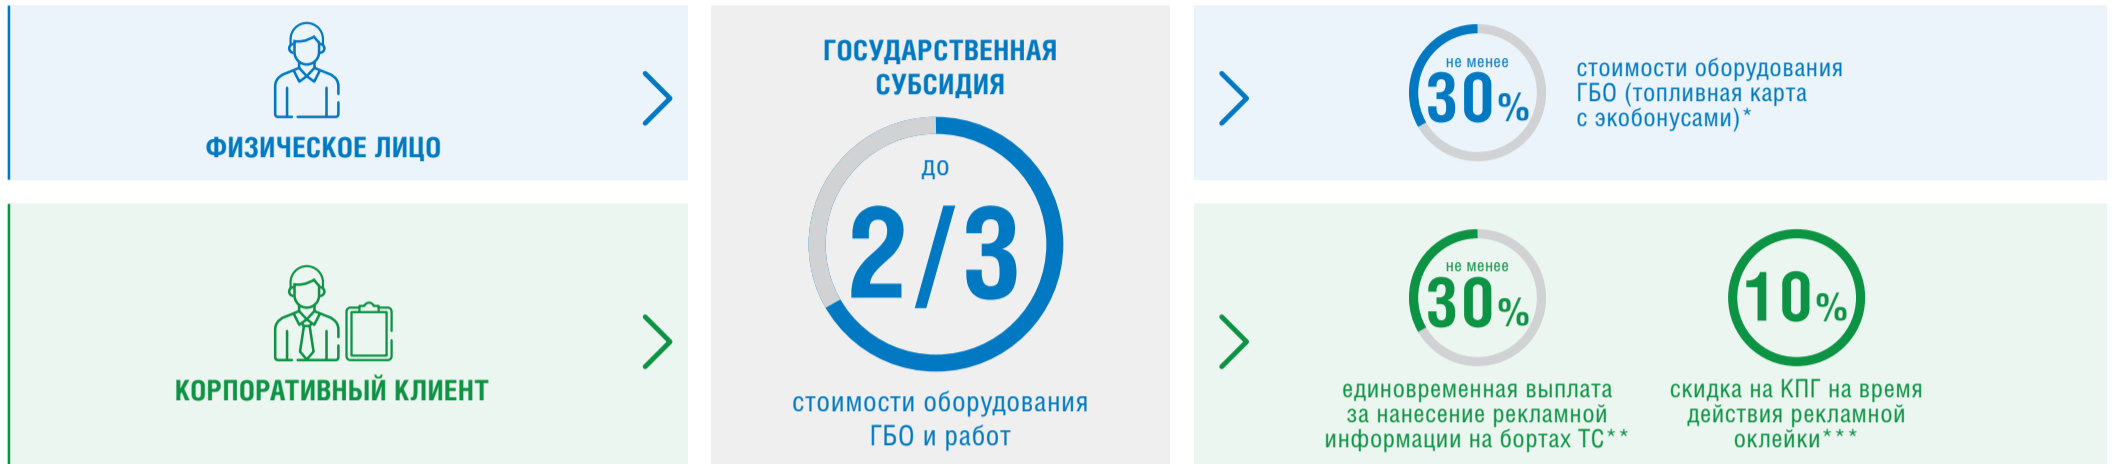 ФИЗИЧЕСКОЕ ЛИЦО
ГОСУДАРСТВЕННАЯ
СУБСИДИЯ
до
2/3
стоимости оборудования
ГБО и работ
не менее
30%
стоимости оборудования
ГБО (топливная карта
с экобонусами)*
КОРПОРАТИВНЫЙ КЛИЕНТ
не менее
30%
единовременная выплата
за нанесение рекламной
информации на бортах ТС**
10%
скидка на КПГ на время
действия рекламной
оклейки***